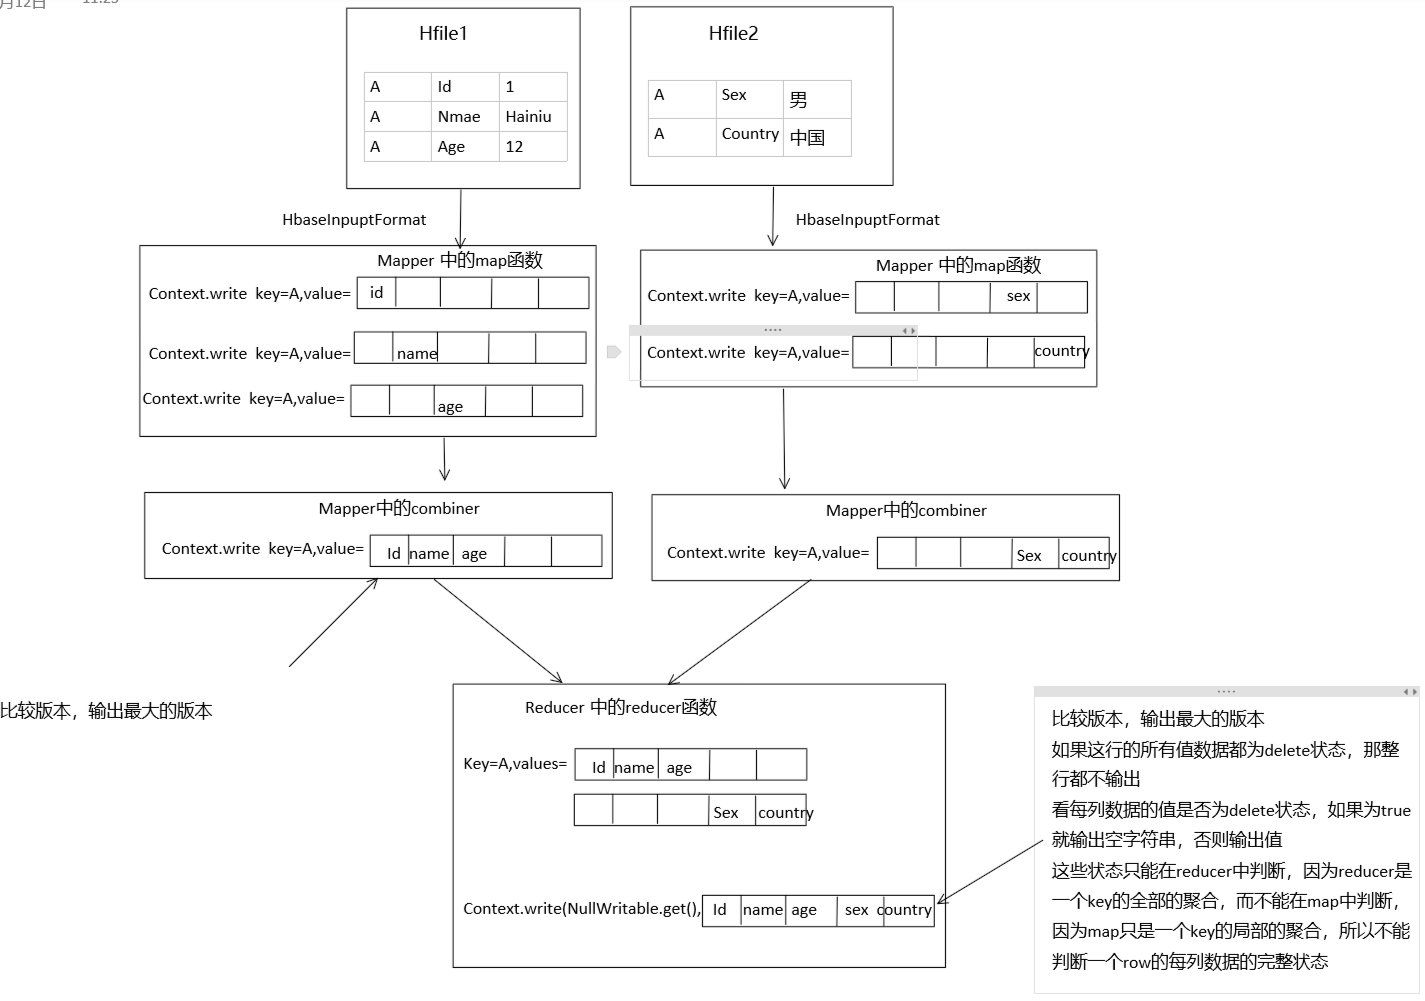 月12日 11:25
Hfile1
A Id 1
A Nmae Hainiu
A Age 12
Hfile2
A Sex 男
A Country 中国
HbaseInpuptFormat
HbaseInpuptFormat
Mapper 中的map函数
Context.write key=A,value= id
Context.write key=A,value= name
Context.write key=A,value= age
Mapper 中的map函数
Context.write key=A,value= sex
Context.write key=A,value= country
Mapper中的combiner
Context.write key=A,value= Id name age
Mapper中的combiner
Context.write key=A,value= Sex country
比较版本，输出最大的版本
Reducer 中的reducer函数
Key=A,values= Id name age
Sex country
Context.write(NullWritable.get(), Id name age sex country
比较版本，输出最大的版本
如果这行的所有值数据都为delete状态，那整
行都不输出
看每列数据的值是否为delete状态，如果为true
就输出空字符串，否则输出值
这些状态只能在reducer中判断，因为reducer是
一个key的全部的聚合，而不能在map中判断，
因为map只是一个key的局部的聚合，所以不能
判断一个row的每列数据的完整状态